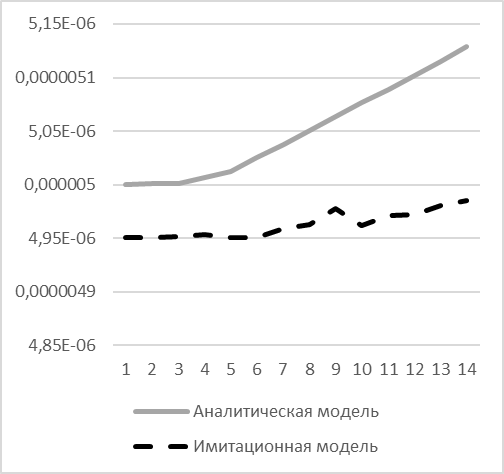 5,15E-06
0,0000051
5,05E-06
0,000005
4,95E-06
0,0000049
4,85E-06
1 2 3 4 5 6 7 8 9 10 11 12 13 14
Аналитическая модель
Имитационная модель